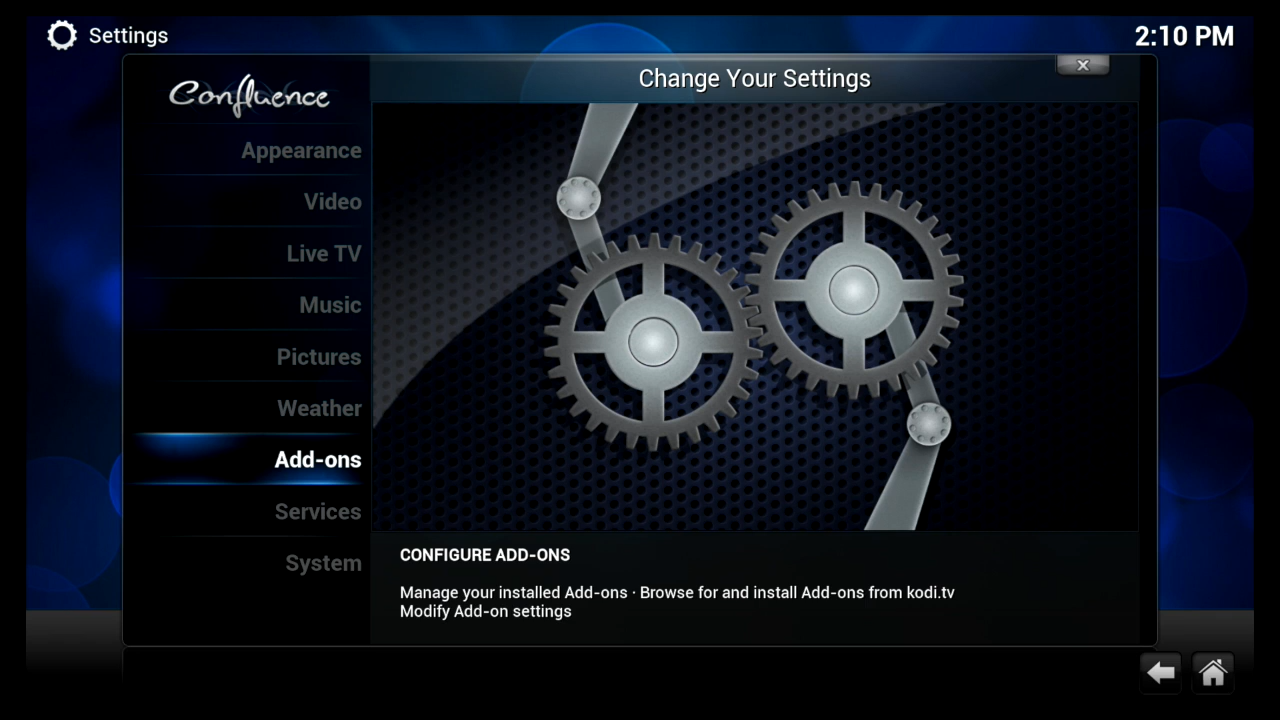 Settings
2:10 PM
Change Your Settings
Confluence
Appearance
Video
Live TV
Music
Pictures
Weather
Add-ons
Services
System
CONFIGURE ADD-ONS
Manage your installed Add-ons · Browse for and install Add-ons from kodi.tv
Modify Add-on settings